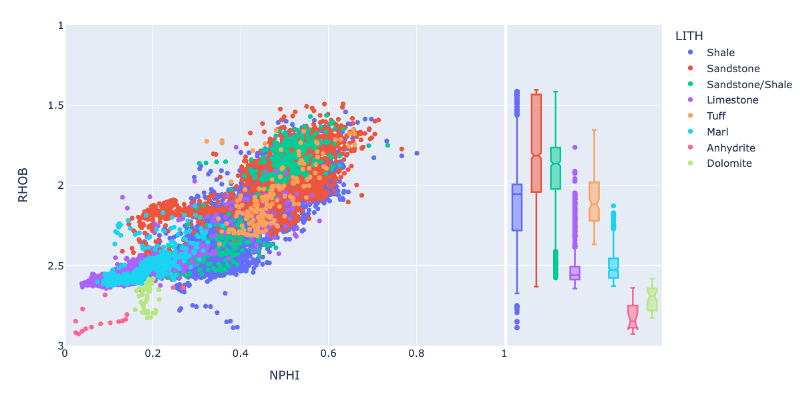 1
1.5
2
2.5
3
RHOB
0
0.2
0.4
0.6
0.8
1
NPHI
LITH
Shale
Sandstone
Sandstone/Shale
Limestone
Tuff
Marl
Anhydrite
Dolomite